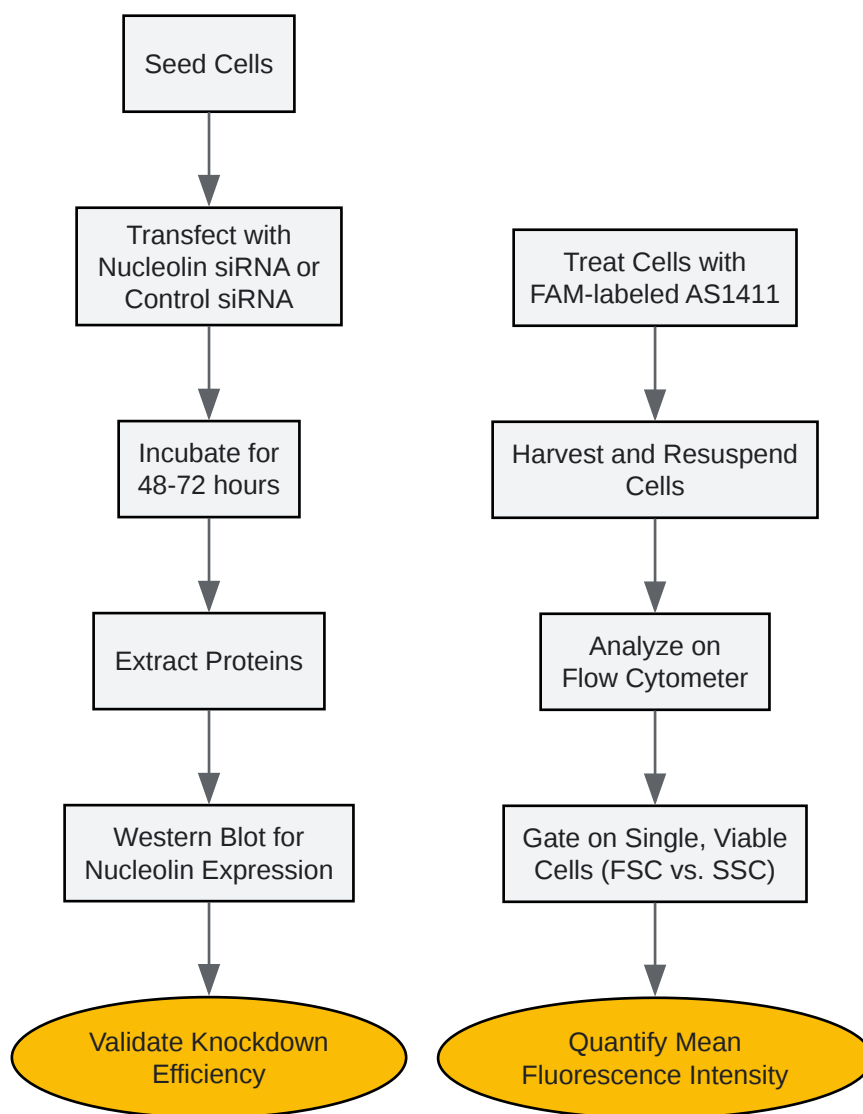 Seed Cells
Transfect with
Nucleolin siRNA or
Control siRNA
Incubate for
48-72 hours
Extract Proteins
Western Blot for
Nucleolin Expression
Validate Knockdown
Efficiency
Treat Cells with
FAM-labeled AS1411
Harvest and Resuspend
Cells
Analyze on
Flow Cytometer
Gate on Single, Viable
Cells (FSC vs. SSC)
Quantify Mean
Fluorescence Intensity